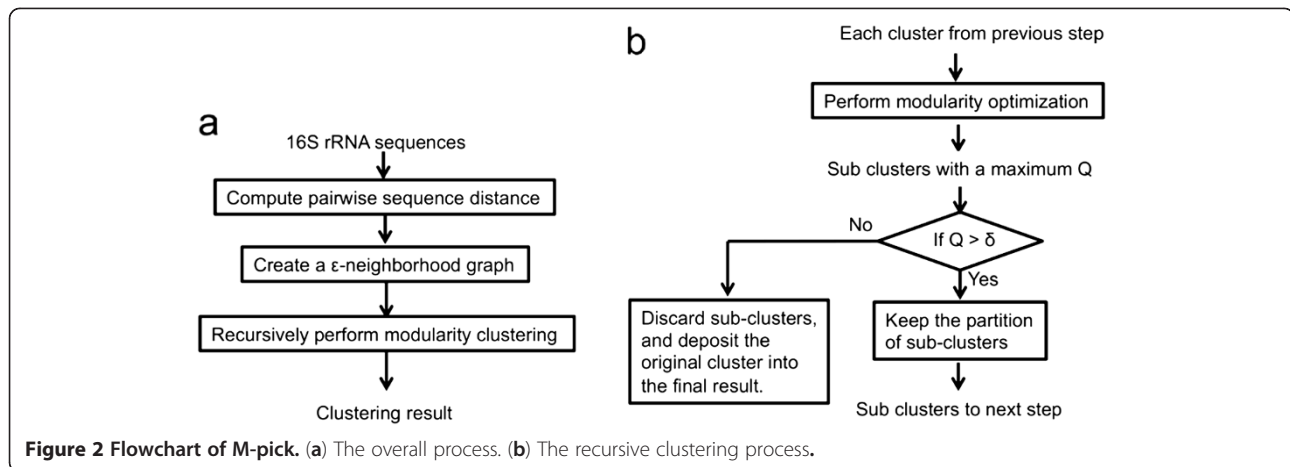 a
16S rRNA sequences
Compute pairwise sequence distance
Create a ε-neighborhood graph
Recursively perform modularity clustering
Clustering result
b
Each cluster from previous step
Perform modularity optimization
Sub clusters with a maximum Q
If Q > δ
No
Yes
Discard sub-clusters,
and deposit the
original cluster into
the final result.
Keep the partition
of sub-clusters
Sub clusters to next step
Figure 2 Flowchart of M-pick. (a) The overall process. (b) The recursive clustering process.